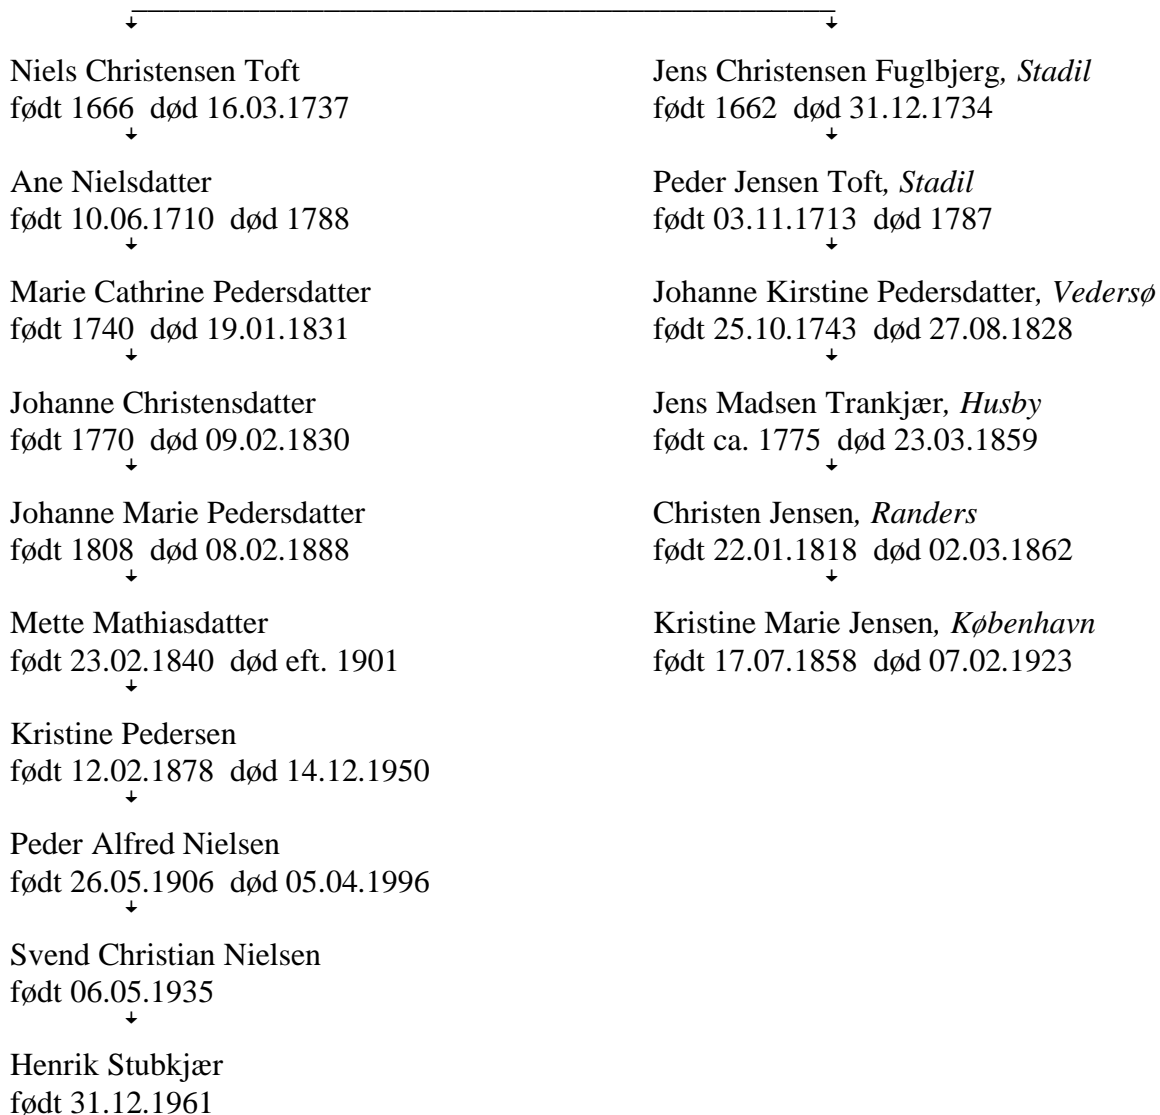 Niels Christensen Toft
født 1666 død 16.03.1737
Ane Nielsdatter
født 10.06.1710 død 1788
Marie Cathrine Pedersdatter
født 1740 død 19.01.1831
Johanne Christensdatter
født 1770 død 09.02.1830
Johanne Marie Pedersdatter
født 1808 død 08.02.1888
Mette Mathiasdatter
født 23.02.1840 død eft. 1901
Kristine Pedersen
født 12.02.1878 død 14.12.1950
Peder Alfred Nielsen
født 26.05.1906 død 05.04.1996
Svend Christian Nielsen
født 06.05.1935
Henrik Stubkjær
født 31.12.1961
Jens Christensen Fuglbjerg, Stadil
født 1662 død 31.12.1734
Peder Jensen Toft, Stadil
født 03.11.1713 død 1787
Johanne Kirstine Pedersdatter, Vedersø
født 25.10.1743 død 27.08.1828
Jens Madsen Trankjær, Husby
født ca. 1775 død 23.03.1859
Christen Jensen, Randers
født 22.01.1818 død 02.03.1862
Kristine Marie Jensen, København
født 17.07.1858 død 07.02.1923